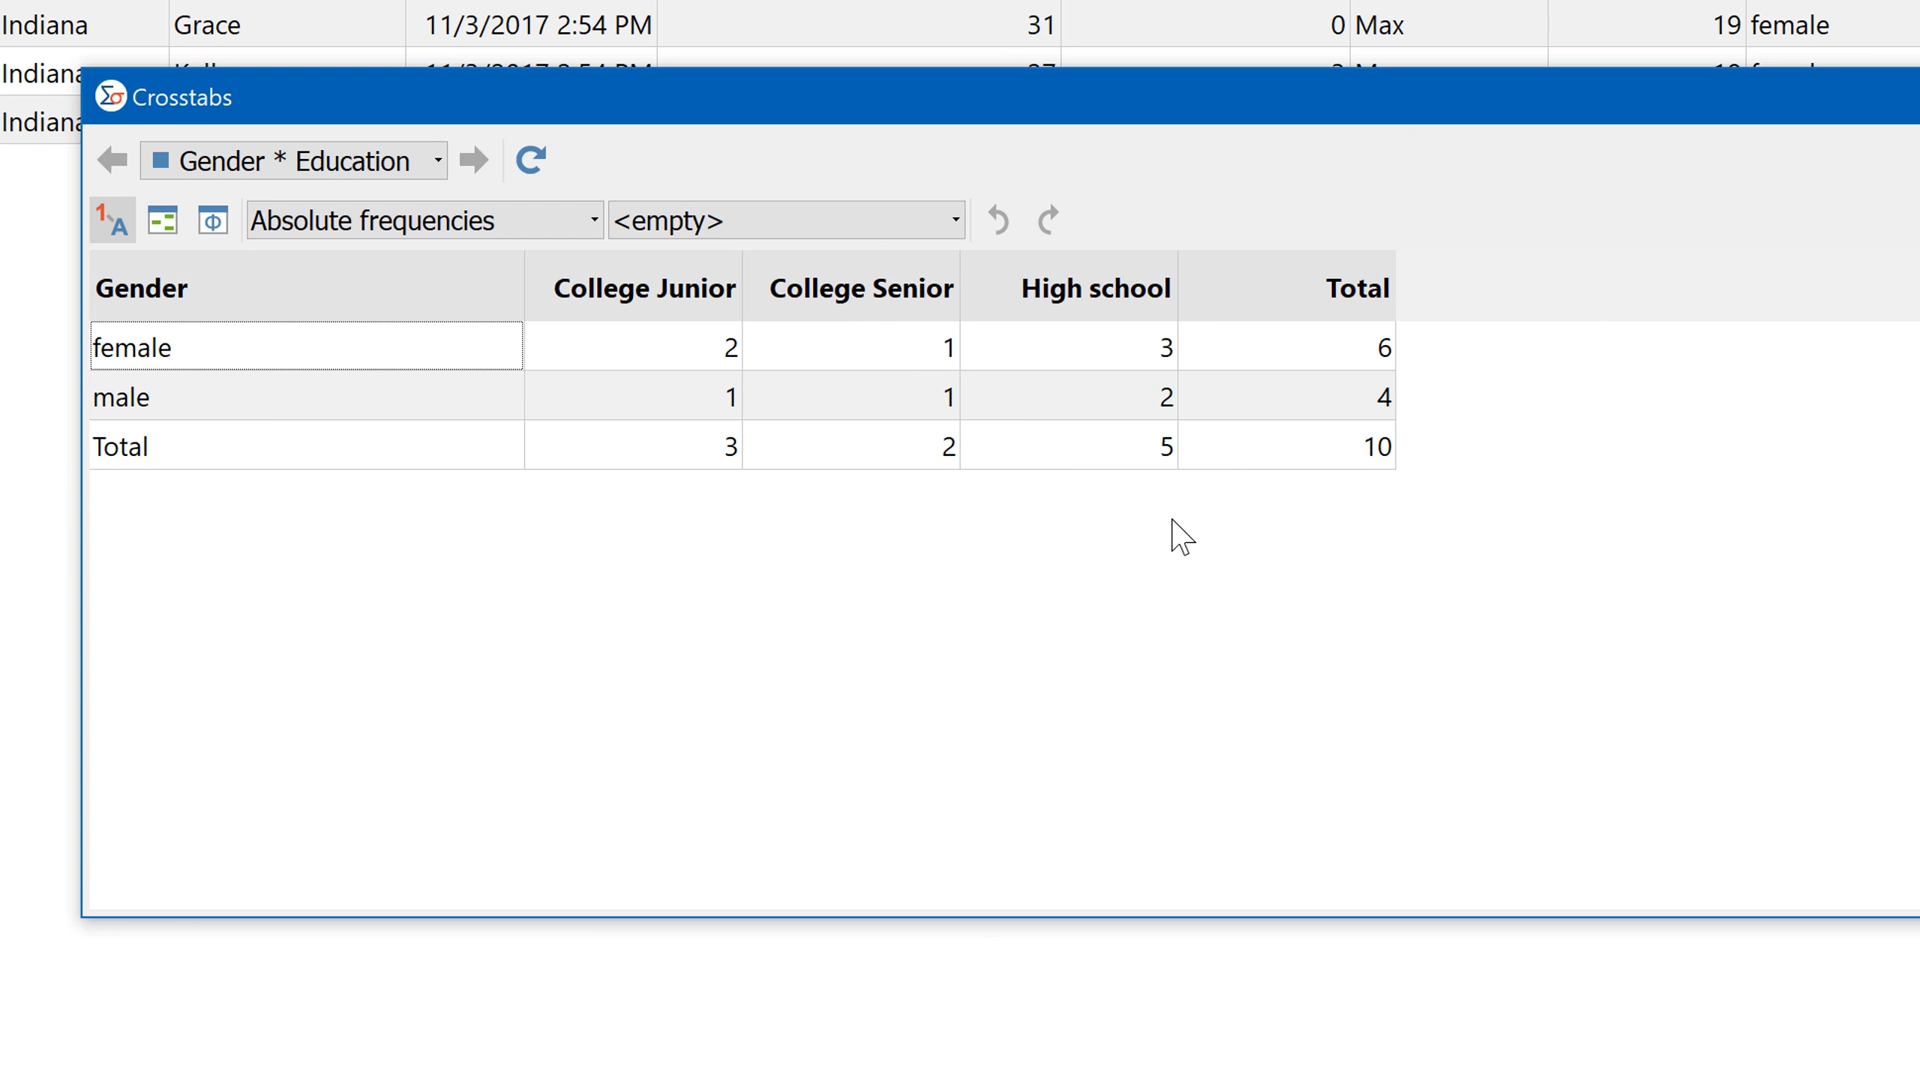 Indiana Grace 11/3/2017 2:54 PM 31 0 Max 19 female
Indiana
Indiana
Crosstabs
Gender * Education
Absolute frequencies <empty>
Gender College Junior College Senior High school Total
female 2 1 3 6
male 1 1 2 4
Total 3 2 5 10